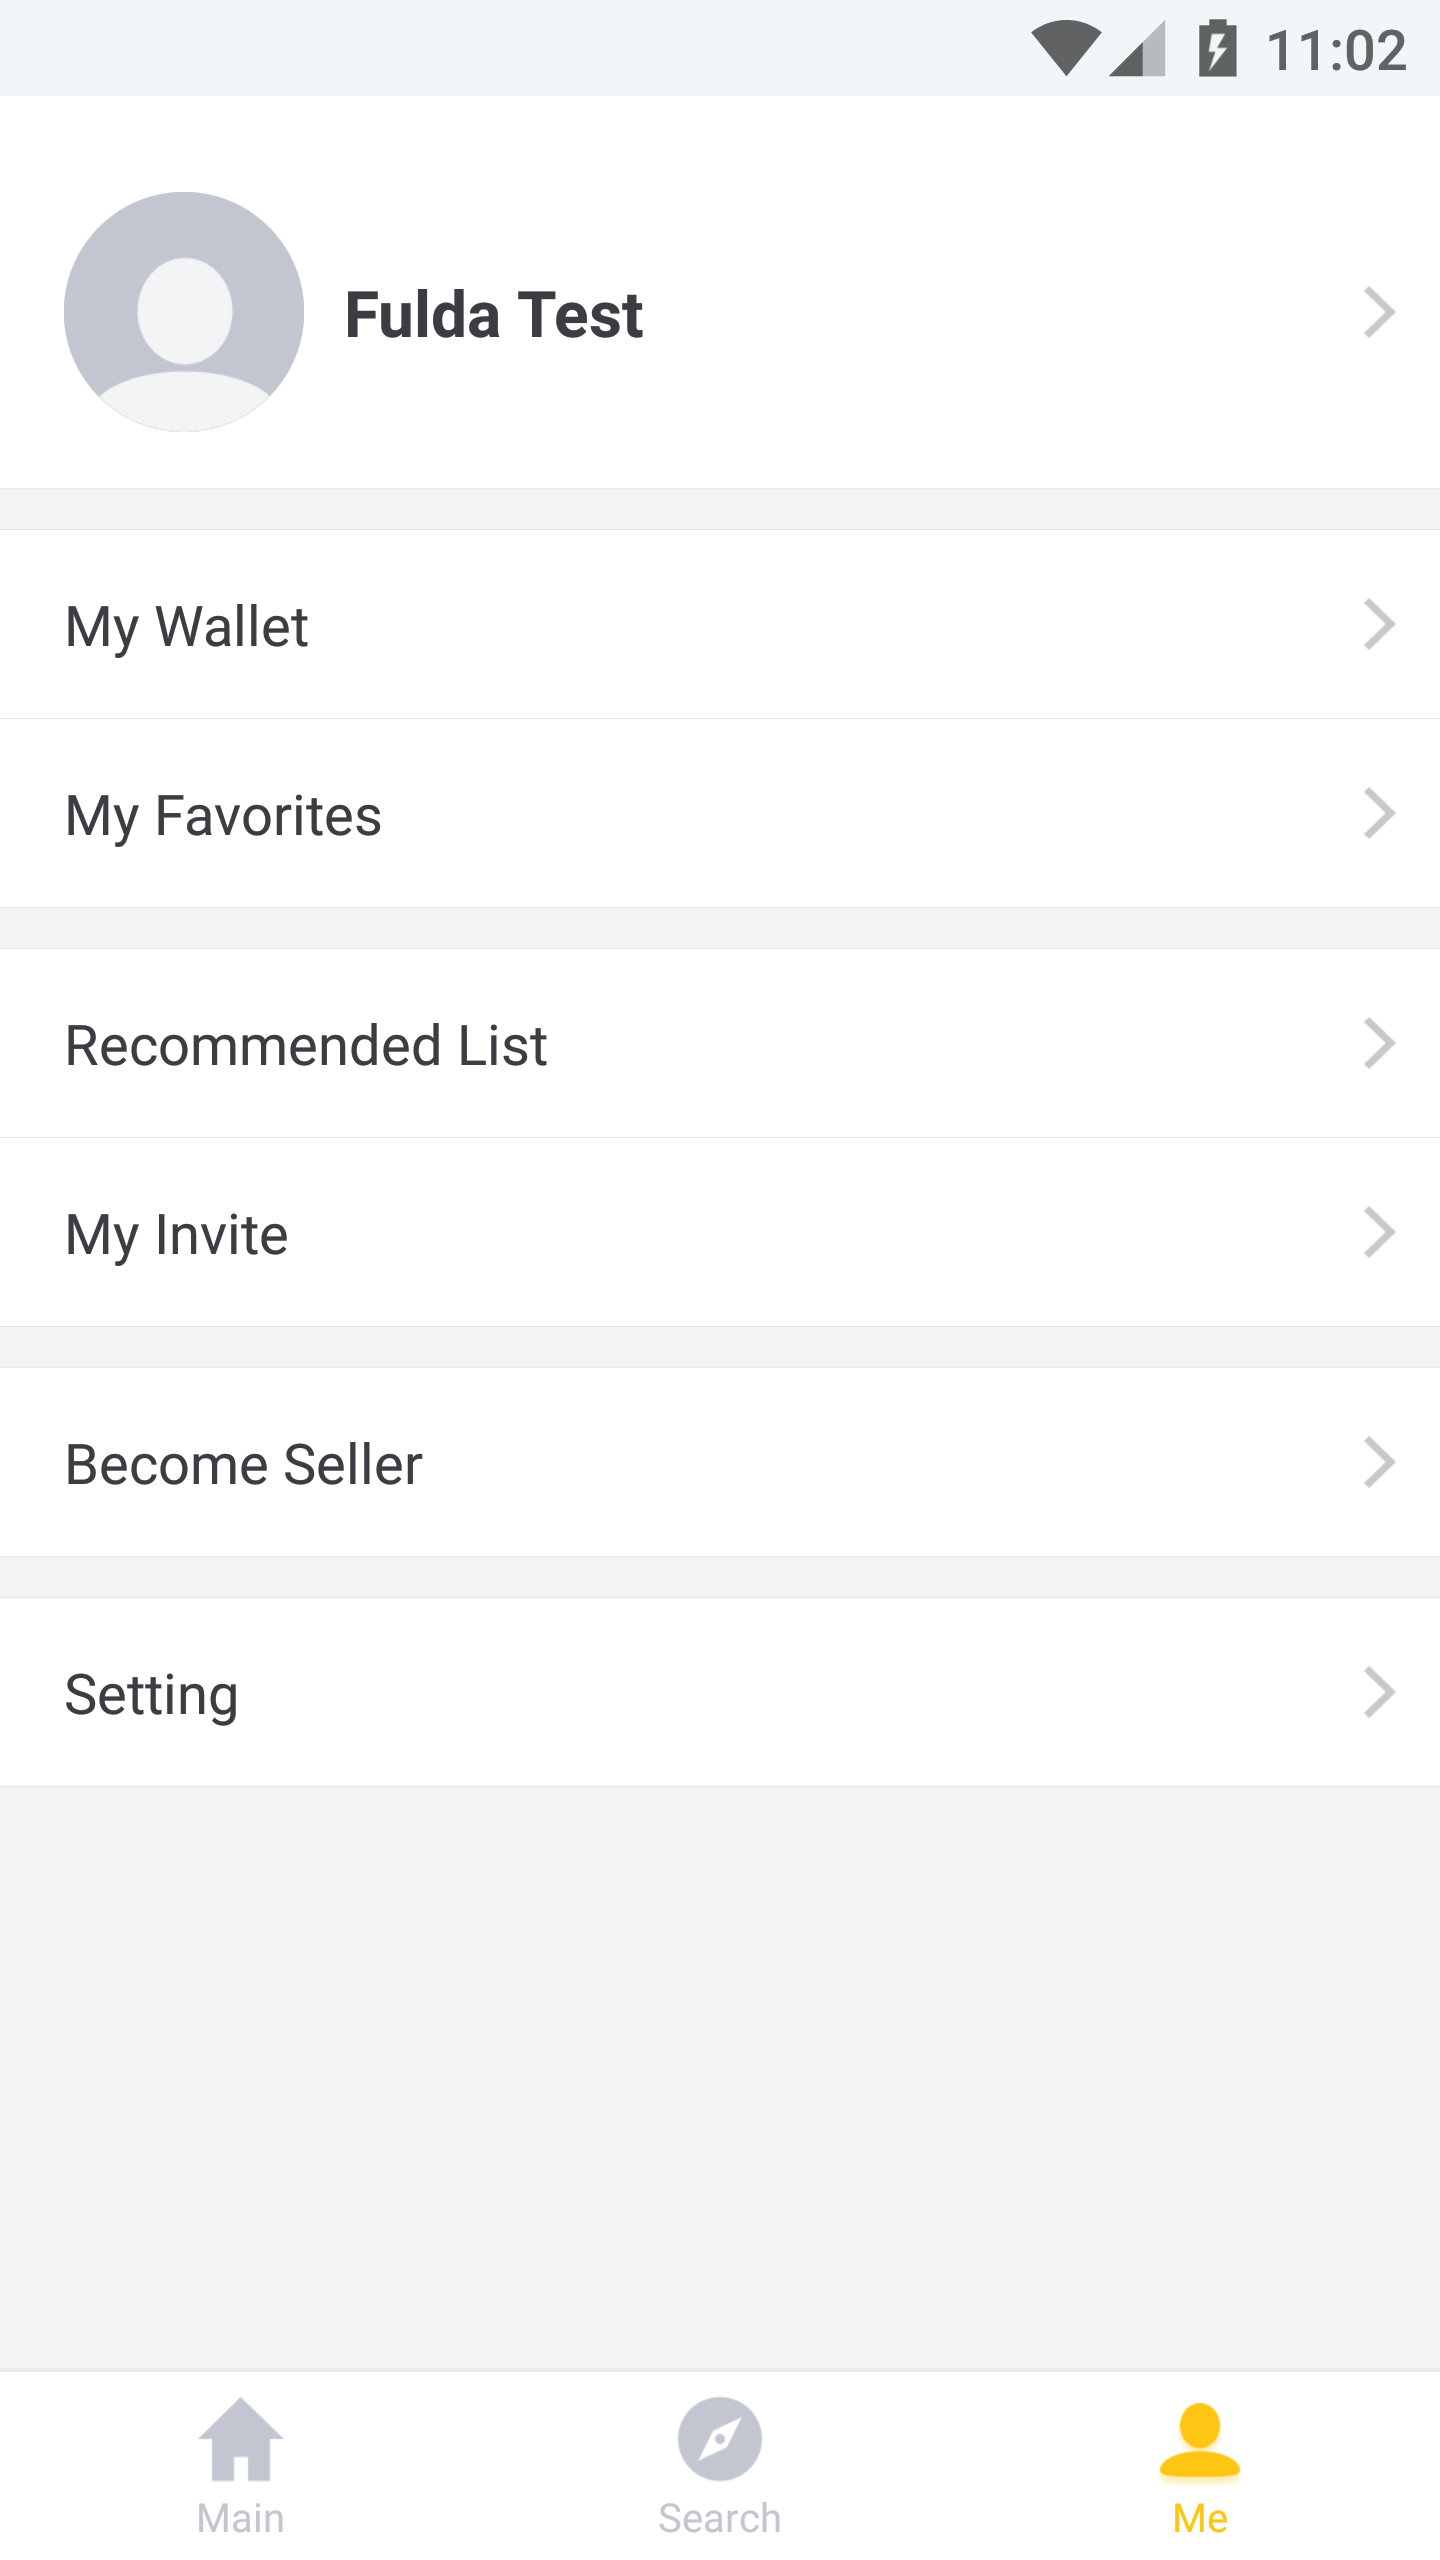 11:02
Fulda Test
My Wallet
My Favorites
Recommended List
My Invite
Become Seller
Setting
Main
Search
Me